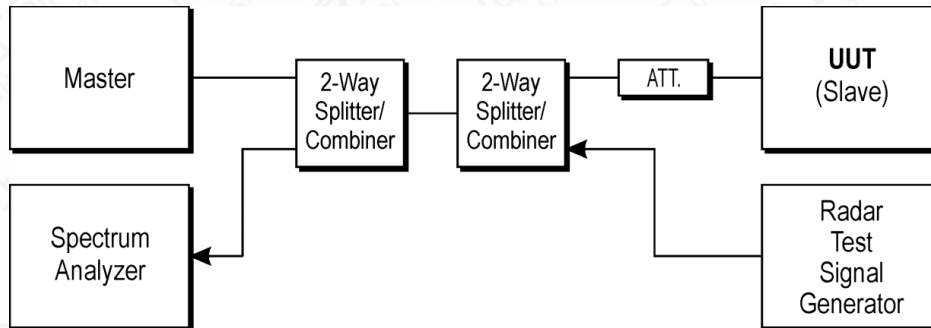 Master
2-Way
Splitter/
Combiner
2-Way
Splitter/
Combiner
ATT.
UUT
(Slave)
Spectrum
Analyzer
Radar
Test
Signal
Generator